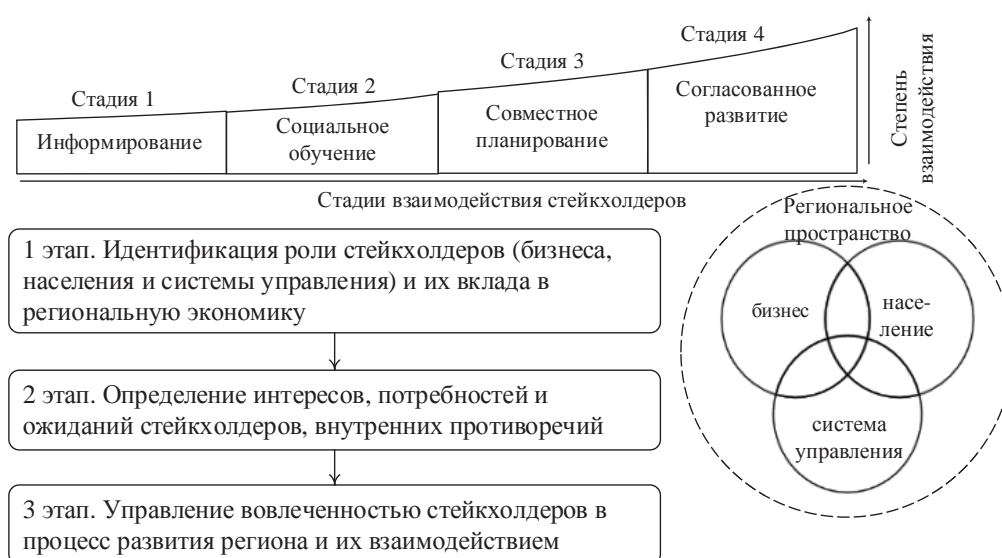 Стадия 1
Стадия 2
Стадия 3
Стадия 4
Информирование
Социальное
обучение
Совместное
планирование
Согласованное
развитие
Степень
взаимодействия
Стадии взаимодействия стейкхолдеров
1 этап. Идентификация роли стейкхолдеров (бизнеса,
населения и системы управления) и их вклада в
региональную экономику
2 этап. Определение интересов, потребностей и
ожиданий стейкхолдеров, внутренних противоречий
3 этап. Управление вовлеченностью стейкхолдеров в
процесс развития региона и их взаимодействием
Региональное
пространство
бизнес
насе-
ление
система
управления